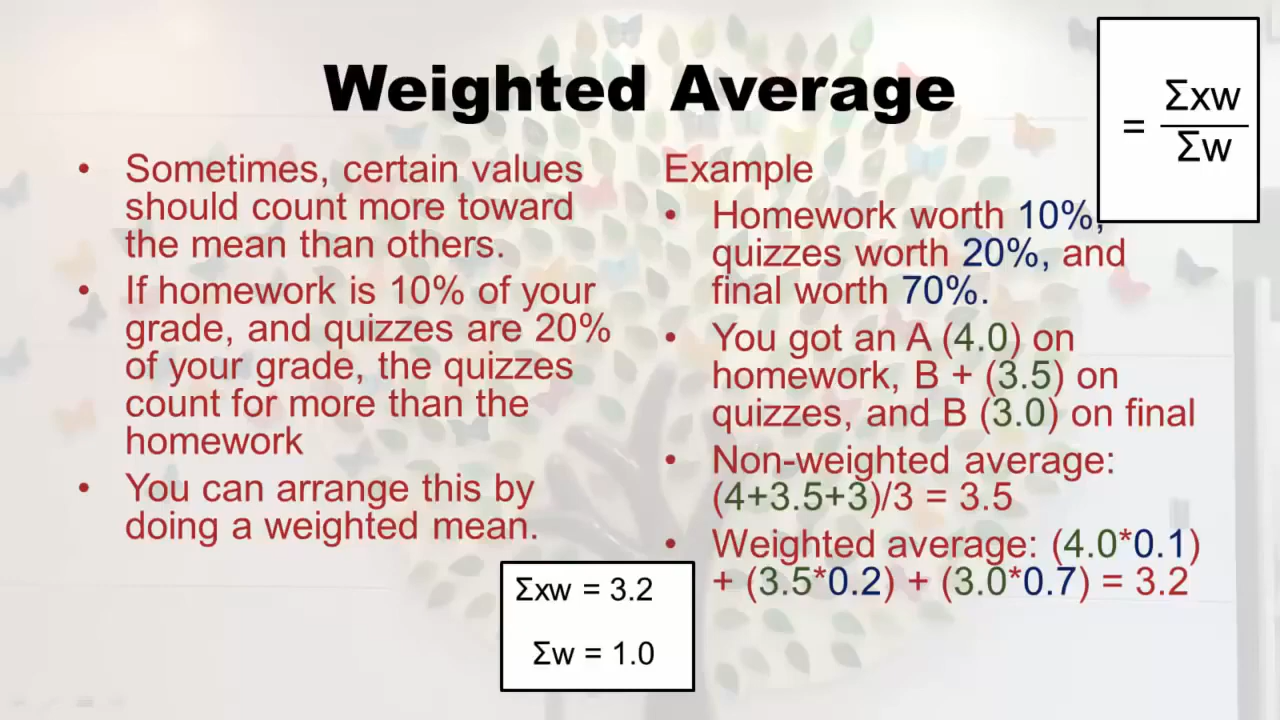 Weighted Average
= Σxw
Σw
• Sometimes, certain values
should count more toward
the mean than others.
• If homework is 10% of your
grade, and quizzes are 20%
of your grade, the quizzes
count for more than the
homework
• You can arrange this by
doing a weighted mean.
Example
• Homework worth 10%,
quizzes worth 20%, and
final worth 70%.
• You got an A (4.0) on
homework, B + (3.5) on
quizzes, and B (3.0) on final
• Non-weighted average:
(4+3.5+3)/3 = 3.5
• Weighted average: (4.0*0.1)
+ (3.5*0.2) + (3.0*0.7) = 3.2
Σxw = 3.2
Σw = 1.0